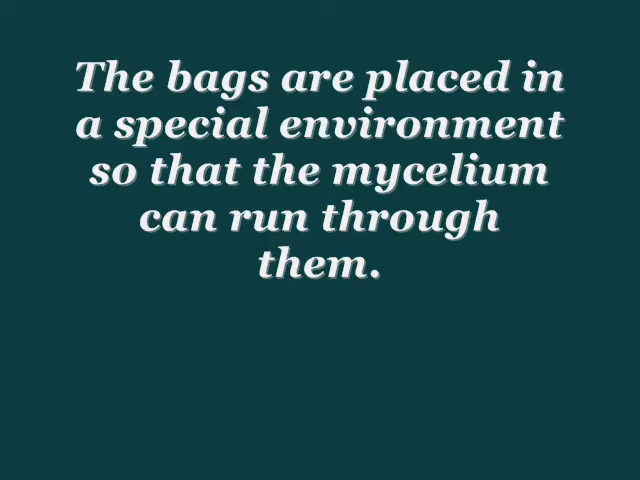 The bags are placed in
a special environment
so that the mycelium
can run through
them.